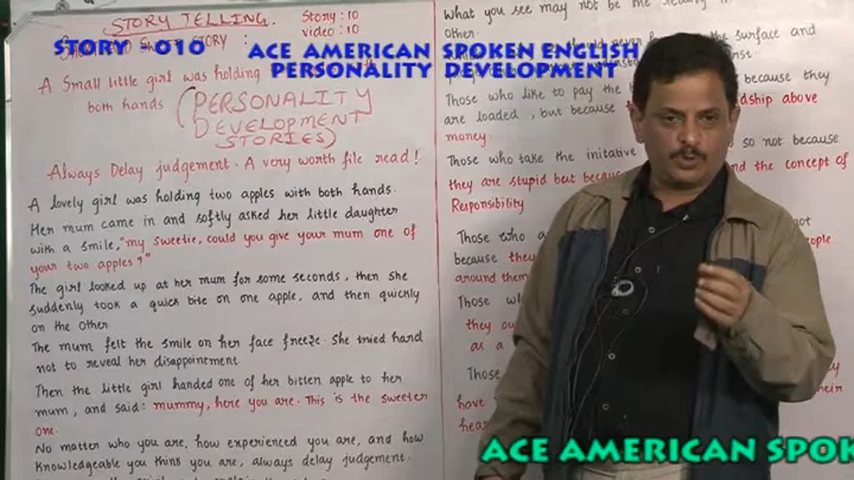 STORY TELLING.
Story: 10
video: 10
STORY - 010
STORY :
ACE AMERICAN SPOKEN ENGLISH
PERSONALITY DEVELOPMENT
A Small little girl was holding
both hands
(PERSONALITY
DEVELOPMENT
STORIES)
Always Delay judgement. A very worth file read!
A lovely girl was holding two apples with both hands.
Her mum came in and softly asked her little daughter
with a smile, "my sweetie, could you give your mum one of
your two apples?"
The girl looked up at her mum for some seconds, then she
suddenly took a quick bite on one apple, and then quickly
on the other
The mum felt the smile on her face freeze. She tried hard
not to reveal her disappointment.
Then the little girl handed one of her bitten apple to her
mum, and said: mummy, here you are. This is the sweeter
one.
No matter who you are, how experienced you are, and how
knowledgeable you think you are, always delay judgement.
What you see may not be the
other
the surface and
Those who like to pay the because they
are loaded, but because dship above
money.
Those who take the initative so not because
they are stupid but because nd the concept of
Responsibility
Those who a not
because they ople
around them
Those wh
they ou
as a
Those
have
hear
ACE AMERICAN SPOK